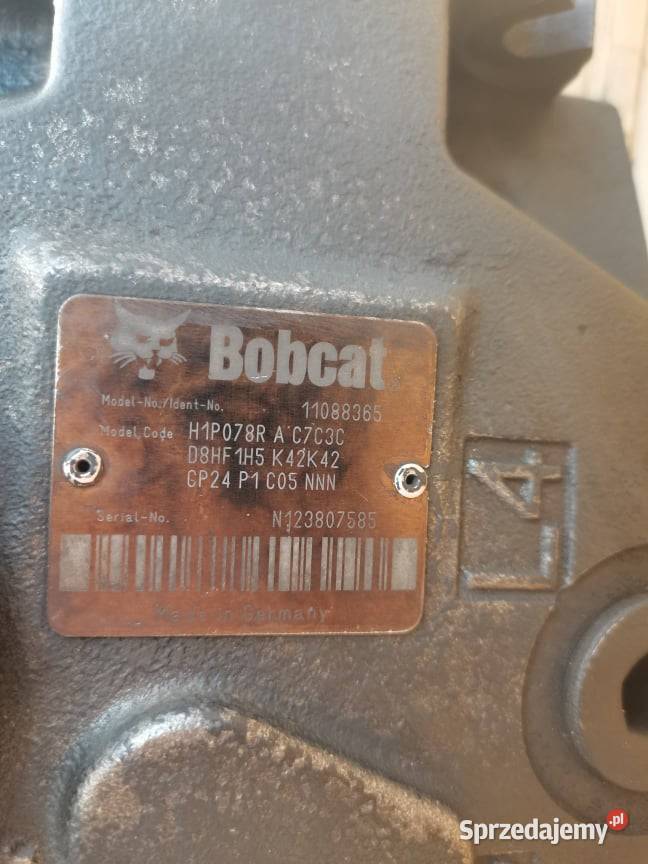 Bobcat
Model-No./Ident-No. 11088365
Model Code H1P078R A C7C3C
D8HF1H5 K42K42
GP24 P1 C05 NNN
Serial-No. N123807585
Made in Germany
L4
Sprzedajemy.pl